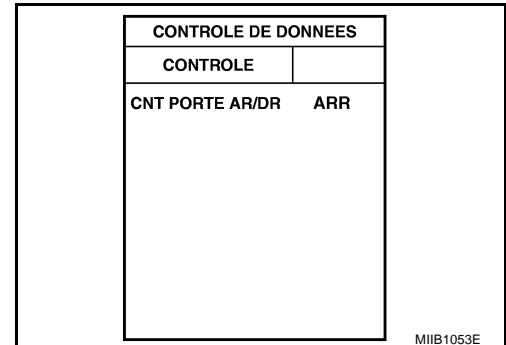 CONTROLE DE DONNEES
CONTROLE
CNT PORTE AR/DR ARR
MIIB1053E